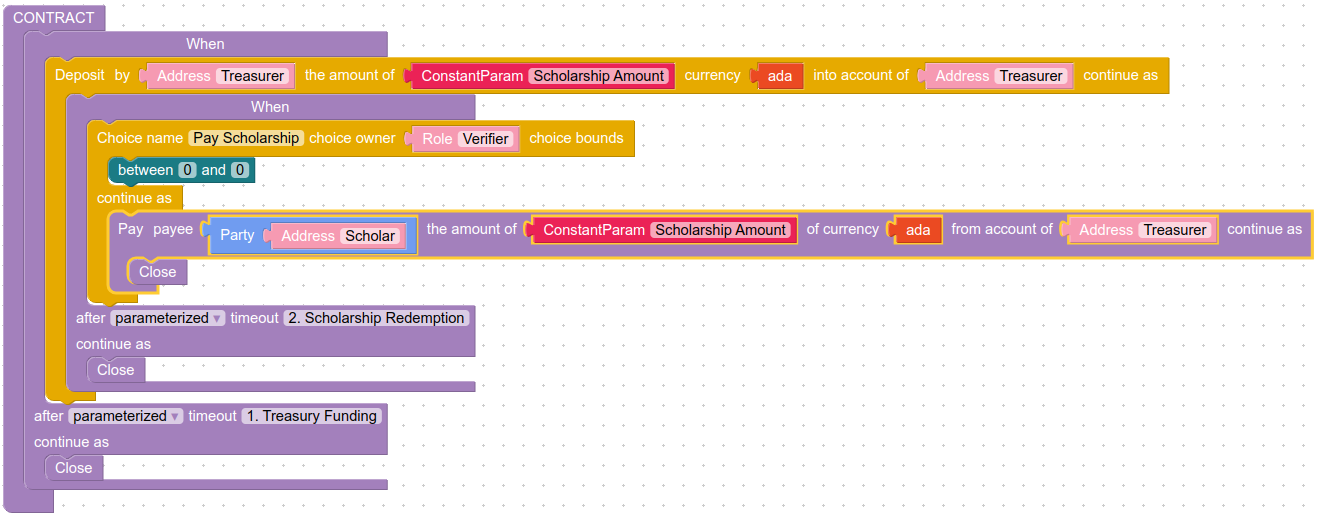 CONTRACT
When
Deposit by Address Treasurer the amount of ConstantParam Scholarship Amount currency ada into account of Address Treasurer continue as
When
Choice name Pay Scholarship choice owner Role Verifier choice bounds
between 0 and 0
continue as
Pay payee Party Address Scholar the amount of ConstantParam Scholarship Amount of currency ada from account of Address Treasurer continue as
Close
after parameterized timeout 2. Scholarship Redemption
continue as
Close
after parameterized timeout 1. Treasury Funding
continue as
Close